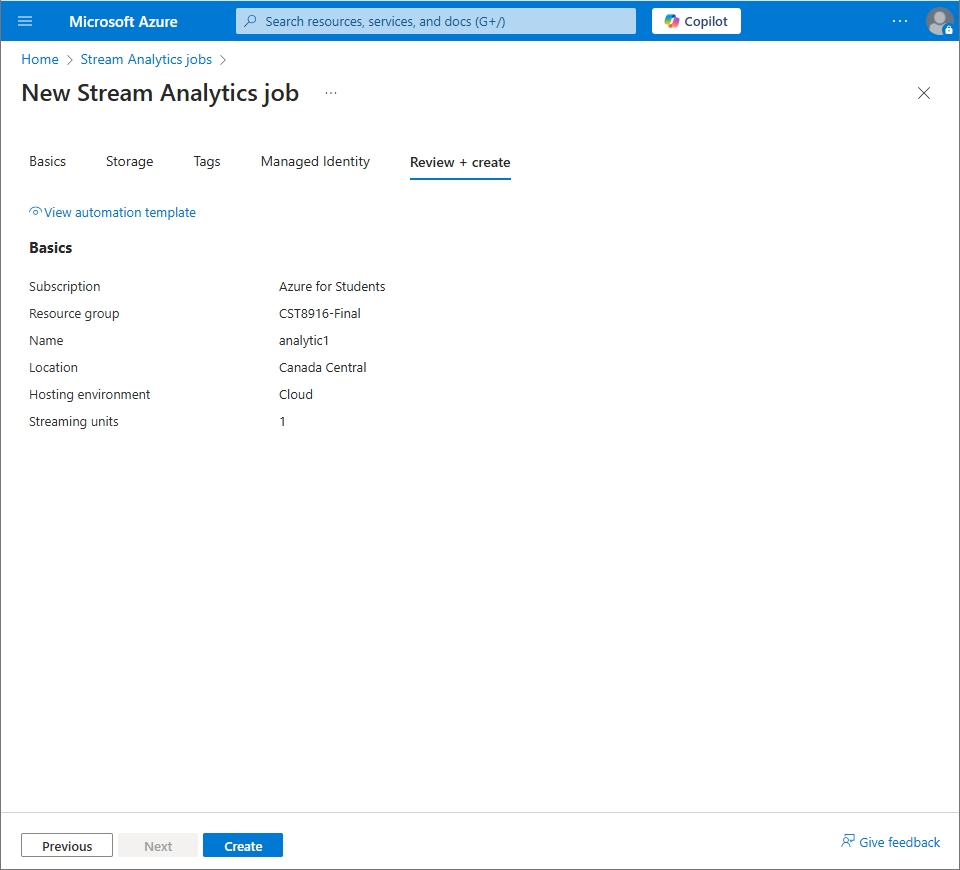 Microsoft Azure
Search resources, services, and docs (G+/)
Copilot
Home > Stream Analytics jobs >
New Stream Analytics job ...
Basics Storage Tags Managed Identity Review + create
View automation template
Basics
Subscription Azure for Students
Resource group CST8916-Final
Name analytic1
Location Canada Central
Hosting environment Cloud
Streaming units 1
Previous Next Create
Give feedback